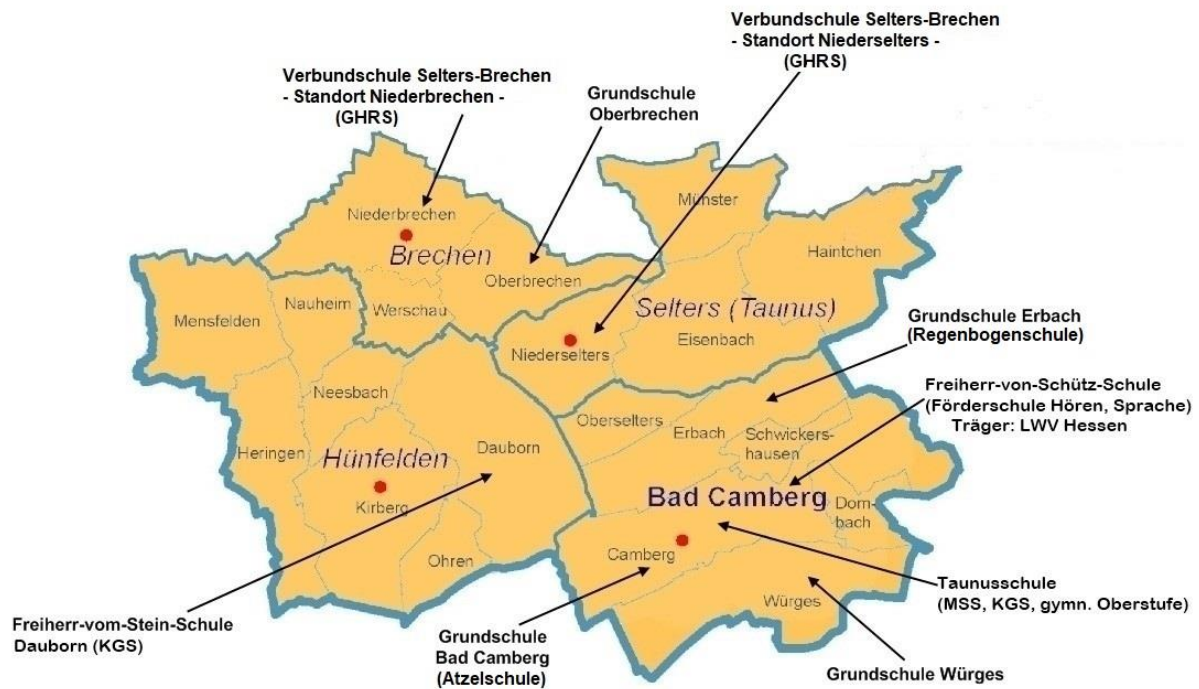 Verbundschule Selters-Brechen
- Standort Niederselters -
(GHRS)
Verbundschule Selters-Brechen
- Standort Niederbrechen -
(GHRS)
Grundschule
Oberbrechen
Münster
Niederbrechen
Brechen
Haintchen
Oberbrechen
Nauheim
Werschau
Mensfelden
Selters (Taunus)
Grundschule Erbach
(Regenbogenschule)
Eisenbach
Niederselters
Neesbach
Freiherr-von-Schütz-Schule
(Förderschule Hören, Sprache)
Träger: LWV Hessen
Oberselters
Erbach
Schwickers-
hausen
Dauborn
Heringen
Hünfelden
Kirberg
Bad Camberg
Dom-
bach
Ohren
Camberg
Würges
Taunusschule
(MSS, KGS, gymn. Oberstufe)
Freiherr-vom-Stein-Schule
Dauborn (KGS)
Grundschule
Bad Camberg
(Atzelschule)
Grundschule Würges